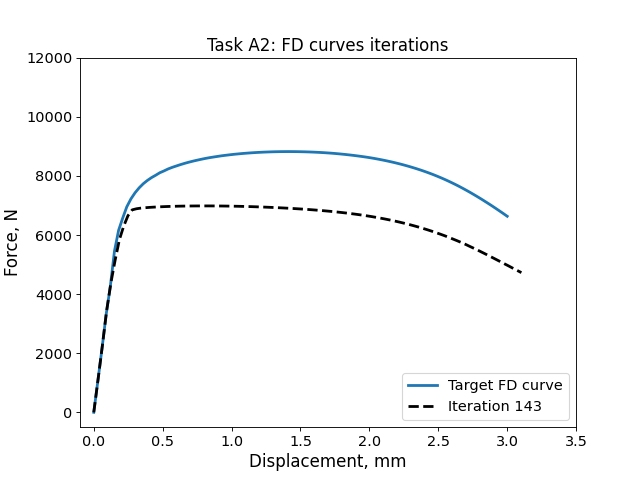 Task A2: FD curves iterations
Force, N
12000
10000
8000
6000
4000
2000
0
0.0 0.5 1.0 1.5 2.0 2.5 3.0 3.5
Displacement, mm
Target FD curve
Iteration 143